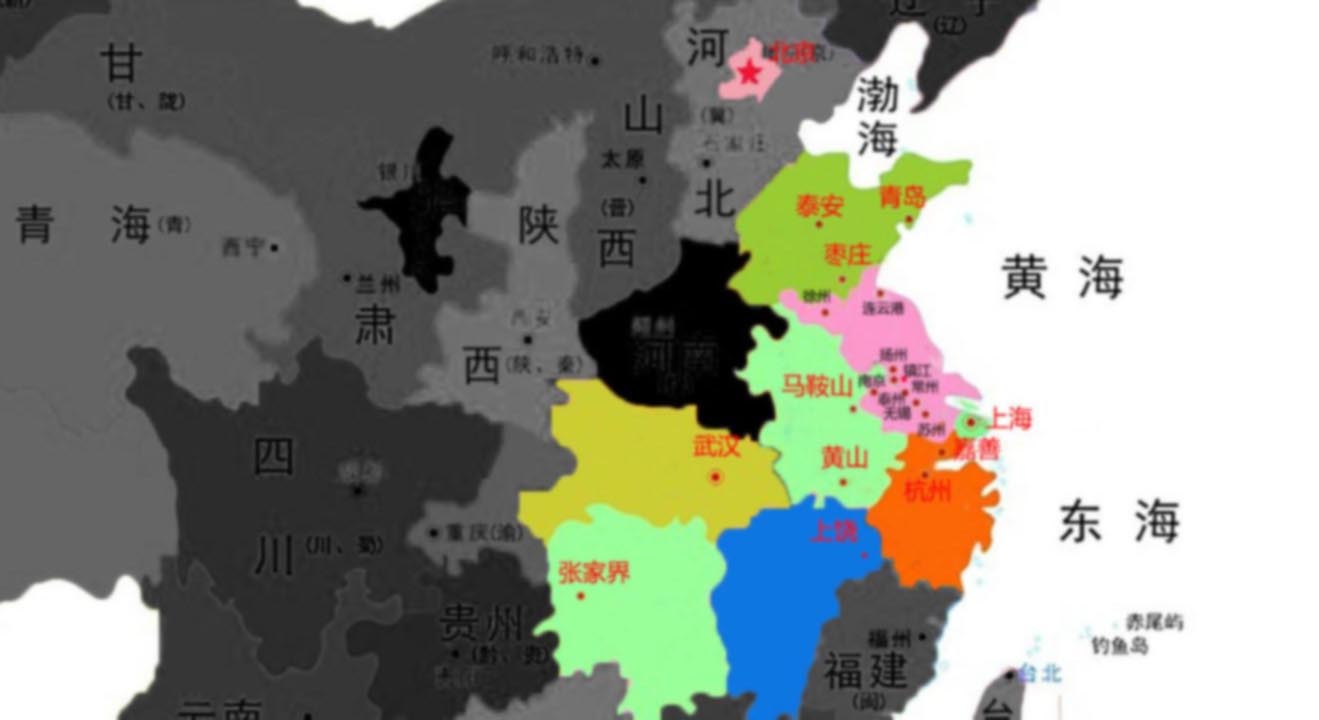 甘
(甘、陇)
呼和浩特
河
北京
(辽)
渤
海
山
(冀)
石家庄
太原
银川
(晋)
西
北
陕
泰安
青岛
青 海 (青)
西宁
枣庄
黄 海
兰州
肃
徐州
连云港
西安
西 (陕、秦)
郑州
河南
扬州
镇江
南京
常州
泰州
无锡
苏州
马鞍山
上海
嘉善
武汉
黄山
杭州
四
川 (川、蜀)
重庆(渝)
上饶
东 海
张家界
贵州
(黔、贵)
福州
福建
(闽)
赤尾屿
钓鱼岛
台北
云南
台